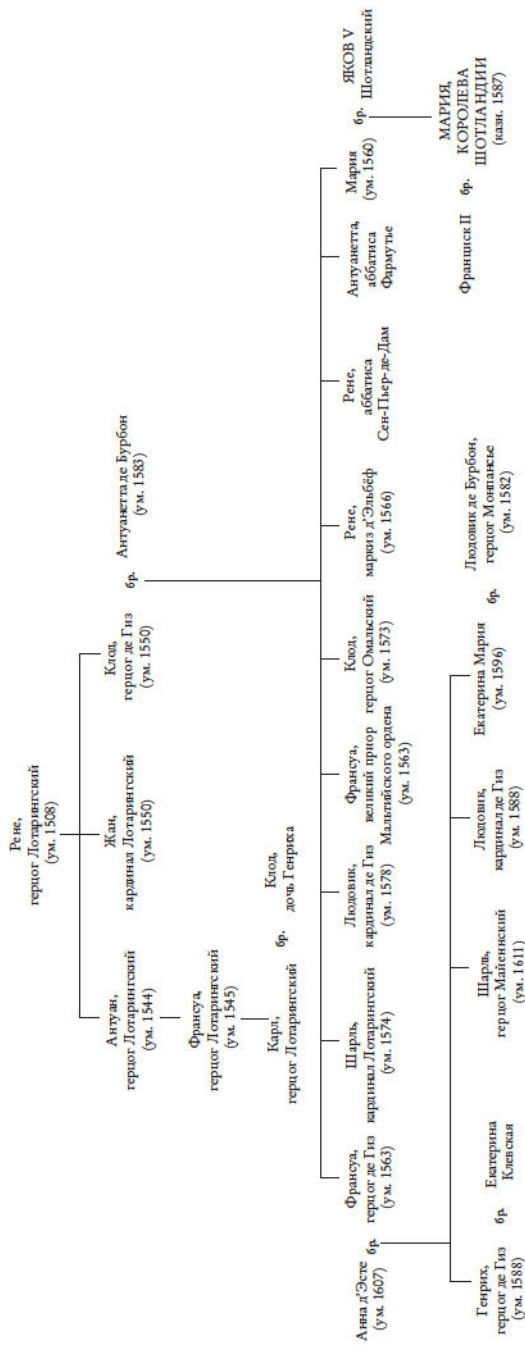 Рене,
герцог Лотарингский
(ум. 1508)
Антуан,
герцог Лотарингский
(ум. 1544)
Жан,
кардинал Лотарингский
(ум. 1550)
Клод,
герцог де Гиз
(ум. 1550)
бр.
Антуанетта де Бурбон
(ум. 1583)
Франсуа,
герцог Лотарингский
(ум. 1545)
Карл,
герцог Лотарингский
бр.
Клод,
дочь Генриха
Франсуа,
герцог де Гиз
(ум. 1563)
Шарль,
кардинал Лотарингский
(ум. 1574)
Людовик,
кардинал де Гиз
(ум. 1578)
Франсуа,
великий приор
Мальтийского ордена
(ум. 1563)
Клод,
герцог Омальский
(ум. 1573)
Рене,
маркиз д'Эльбёф
(ум. 1566)
Рене,
аббатиса
Сен-Пьер-де-Дам
Антуанетта,
аббатиса
Фармутье
Мария
(ум. 1560)
бр.
ЯКОВ V
Шотландский
Анна д'Эсте
(ум. 1607)
бр.
Франциск II
бр.
МАРИЯ,
КОРОЛЕВА
ШОТЛАНДИИ
(казн. 1587)
Генрих,
герцог де Гиз
(ум. 1588)
бр.
Екатерина
Клевская
Шарль,
герцог Майеннский
(ум. 1611)
Людовик,
кардинал де Гиз
(ум. 1588)
Екатерина Мария
(ум. 1596)
бр.
Людовик де Бурбон,
герцог Монпансье
(ум. 1582)